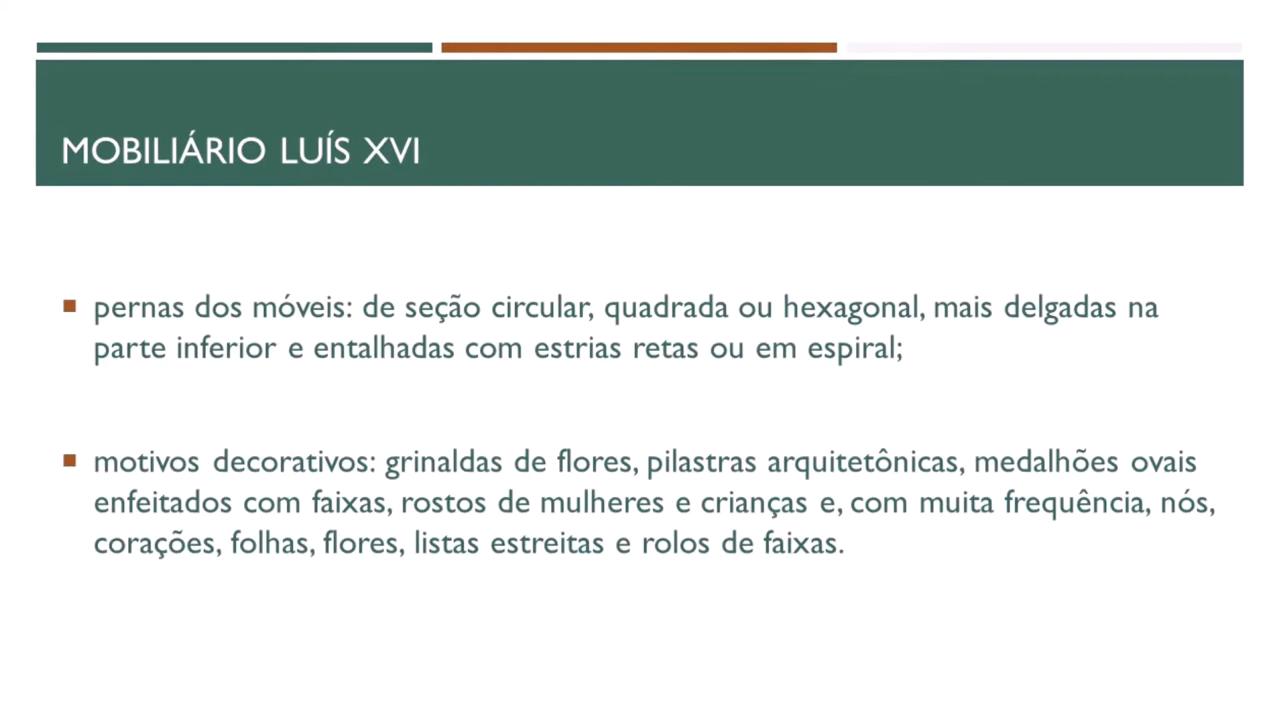 MOBILIÁRIO LUÍS XVI
pernas dos móveis: de seção circular, quadrada ou hexagonal, mais delgadas na
parte inferior e entalhadas com estrias retas ou em espiral;
motivos decorativos: grinaldas de flores, pilastras arquitetônicas, medalhões ovais
enfeitados com faixas, rostos de mulheres e crianças e, com muita frequência, nós,
corações, folhas, flores, listas estreitas e rolos de faixas.